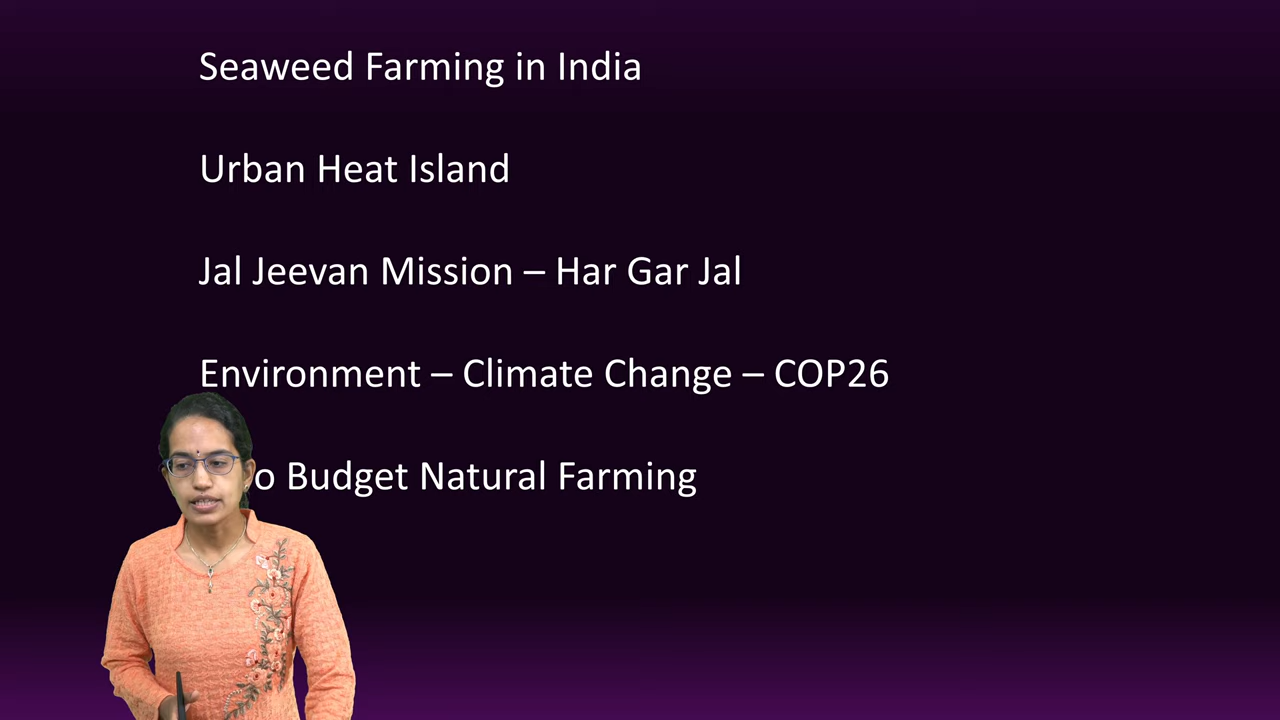 Seaweed Farming in India
Urban Heat Island
Jal Jeevan Mission – Har Gar Jal
Environment – Climate Change – COP26
Budget Natural Farming